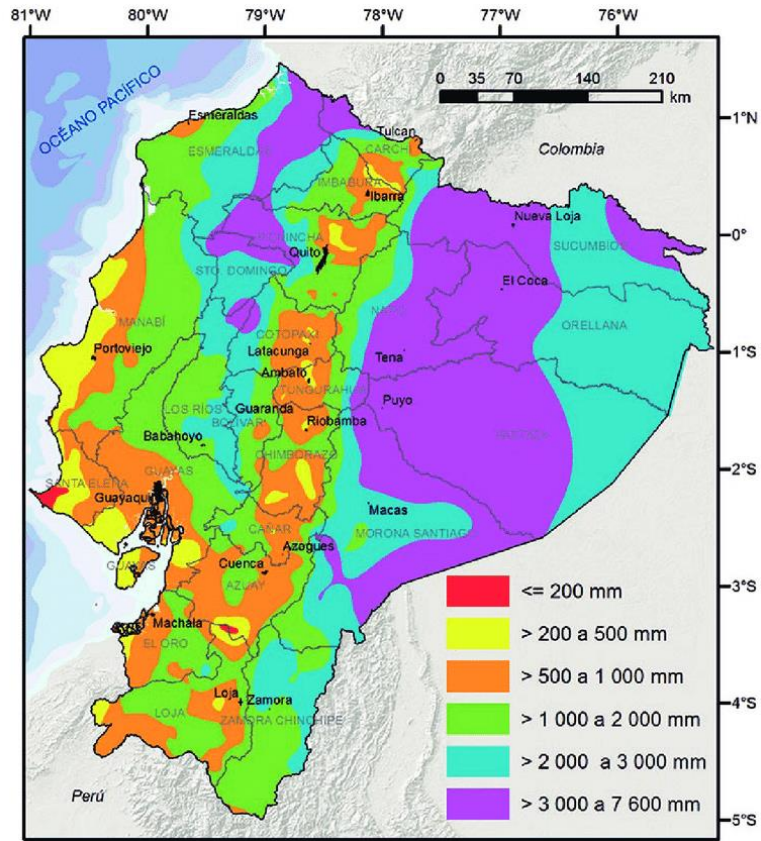 81°W 80°W 79°W 78°W 77°W 76°W
0 35 70 140 210
km
OCÉANO PACÍFICO
Esmeraldas
1°N
Tulcan
ESMERALDAS
CARCHI
Colombia
IMBABURA
Ibarra
Nueva Loja
0°
PICHINCHA
SUCUMBIOS
Quito
STO. DOMINGO
El Coca
NAPO
MANABÍ
ORELLANA
COTOPAXI
Portoviejo
Latacunga
Tena
1°S
Ambato
TUNGURAHUA
Puyo
LOS RÍOS
Guaranda
BOLIVAR
Riobamba
PASTAZA
Babahoyo
CHIMBORAZO
GUAYAS
2°S
SANTA ELENA
Guayaquil
Macas
CAÑAR
MORONA SANTIAGO
Azogues
GUAYAS
Cuenca
AZUAY
<= 200 mm
3°S
Machala
> 200 a 500 mm
EL ORO
> 500 a 1 000 mm
Loja
Zamora
4°S
LOJA
ZAMORA CHINCHIPE
> 1 000 a 2 000 mm
> 2 000 a 3 000 mm
Perú
> 3 000 a 7 600 mm
5°S